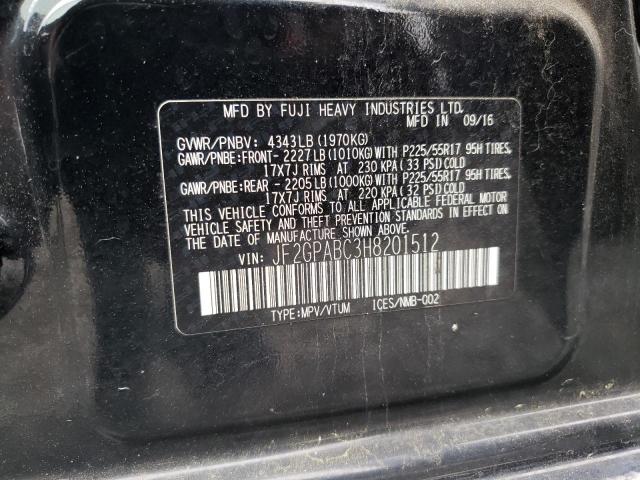 MFD BY FUJI HEAVY INDUSTRIES LTD.
MFD IN 09/16
GVWR/PNBV: 4343LB(1970KG)
GAWR/PNBE:FRONT- 2227LB(1010KG)WITH P225/55R17 95H TIRES,
17X7J RIMS AT 230 KPA(33 PSI)COLD
GAWR/PNBE:REAR - 2205LB(1000KG)WITH P225/55R17 95H TIRES,
17X7J RIMS AT 220 KPA(32 PSI)COLD
THIS VEHICLE CONFORMS TO ALL APPLICABLE FEDERAL MOTOR
VEHICLE SAFETY AND THEFT PREVENTION STANDARDS IN EFFECT
ON THE DATE OF MANUFACTURE SHOWN ABOVE.
VIN: JF2GPABC3H8201512
TYPE:MPV/VTUM ICES/NMB-002